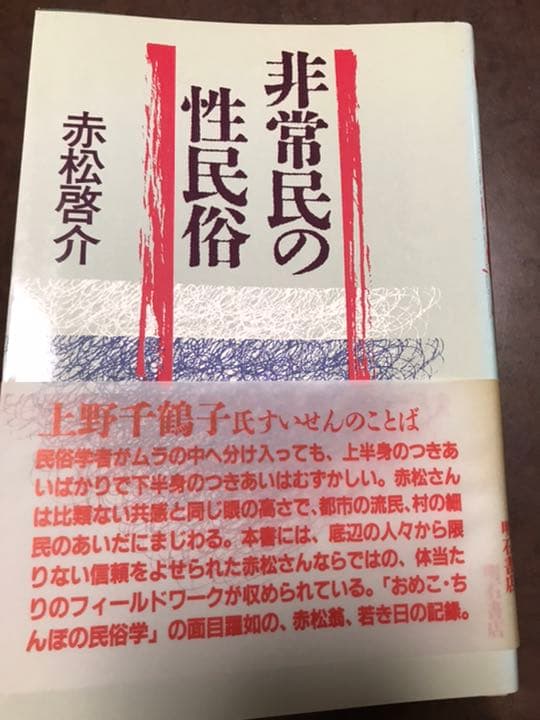 非常民の
性民俗
赤松啓介
上野千鶴子氏すいせんのことば
民俗学者がムラの中へ分け入っても、上半身のつきあ
いばかりで下半身のつきあいはむずかしい。赤松さん
は比類ない共感と同じ眼の高さで、都市の流民、村の細
民のあいだにまじわる。本書には、底辺の人々から限
りない信頼をよせられた赤松さんならではの、体当た
りのフィールドワークが収められている。「おめこ・ち
んぽの民俗学」の面目躍如の、赤松翁、若き日の記録。
明石書店